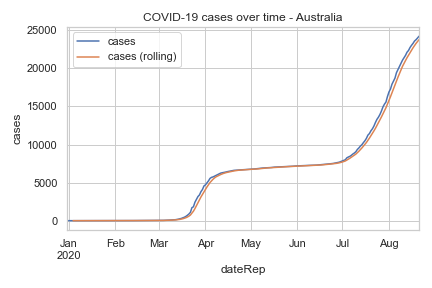 COVID-19 cases over time - Australia
25000
20000
15000
10000
5000
0
cases
cases
cases (rolling)
Jan Feb Mar Apr May Jun Jul Aug
2020
dateRep